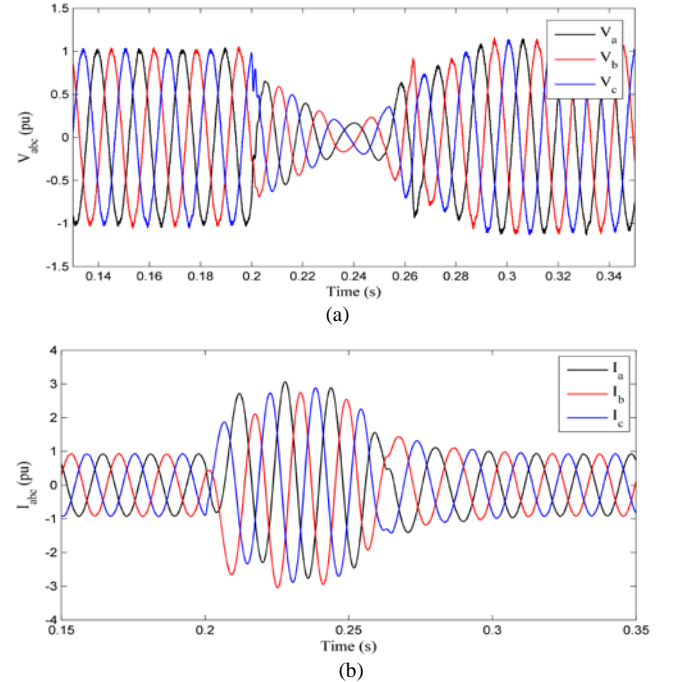 1.5
1
0.5
0
-0.5
-1
-1.5
V_abc (pu)
V_a
V_b
V_c
0.14 0.16 0.18 0.2 0.22 0.24 0.26 0.28 0.3 0.32 0.34
Time (s)
(a)
4
3
2
1
0
-1
-2
-3
-4
I_abc (pu)
I_a
I_b
I_c
0.15 0.2 0.25 0.3 0.35
Time (s)
(b)